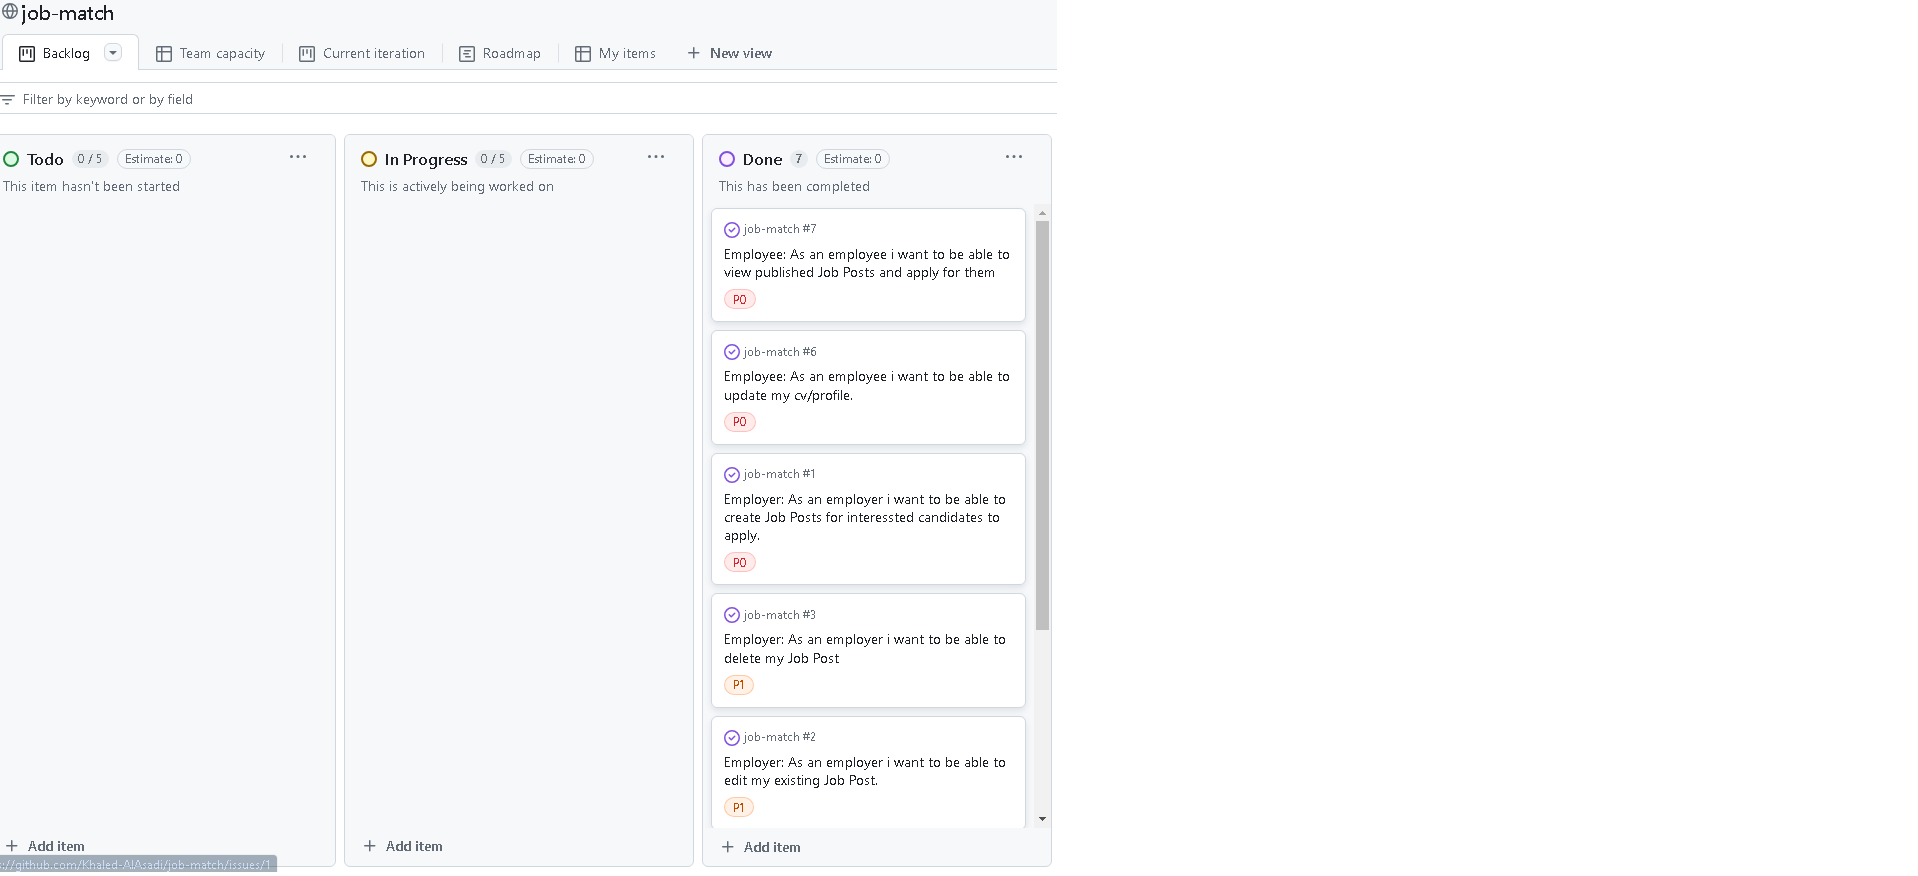 job-match
Backlog
Team capacity
Current iteration
Roadmap
My items
New view
Filter by keyword or by field
Todo 0 / 5 Estimate: 0
This item hasn't been started
Add item
In Progress 0 / 5 Estimate: 0
This is actively being worked on
Add item
Done 7 Estimate: 0
This has been completed
job-match #7
Employee: As an employee i want to be able to
view published Job Posts and apply for them
P0
job-match #6
Employee: As an employee i want to be able to
update my cv/profile.
P0
job-match #1
Employer: As an employer i want to be able to
create Job Posts for interessted candidates to
apply.
P0
job-match #3
Employer: As an employer i want to be able to
delete my Job Post
P1
job-match #2
Employer: As an employer i want to be able to
edit my existing Job Post.
P1
Add item
://github.com/Khaled-AlAsadi/job-match/issues/1